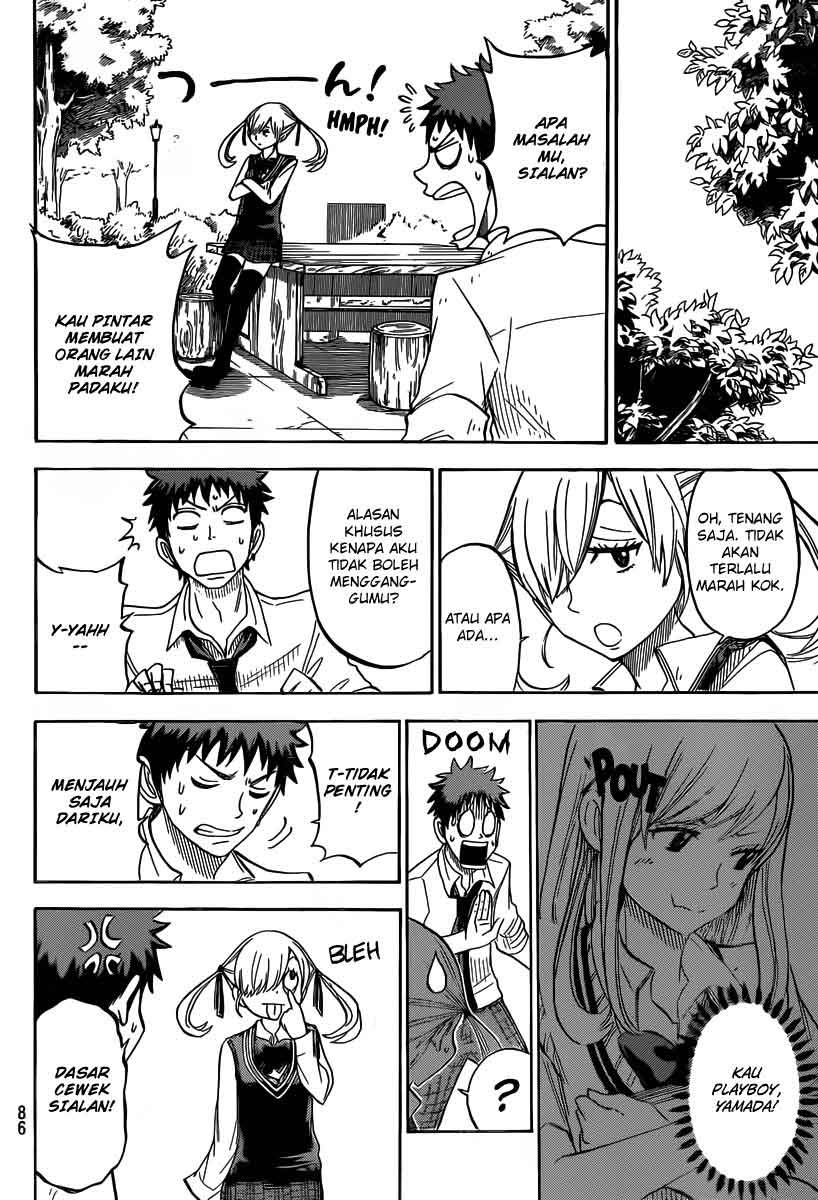 APA
MASALAH
MU,
SIALAN?
つーーん!
HMPH!
KAU PINTAR
MEMBUAT
ORANG LAIN
MARAH
PADAKU!
OH, TENANG
SAJA. TIDAK
AKAN
TERLALU
MARAH KOK.
ATAU APA
ADA...
ALASAN
KHUSUS
KENAPA AKU
TIDAK BOLEH
MENGGANG-
GUMU?
Y-YAHH
--
POUT
KAU
PLAYBOY,
YAMADA!
DOOM
?
T-TIDAK
PENTING
!
MENJAUH
SAJA
DARIKU,
BLEH
DASAR
CEWEK
SIALAN!
86